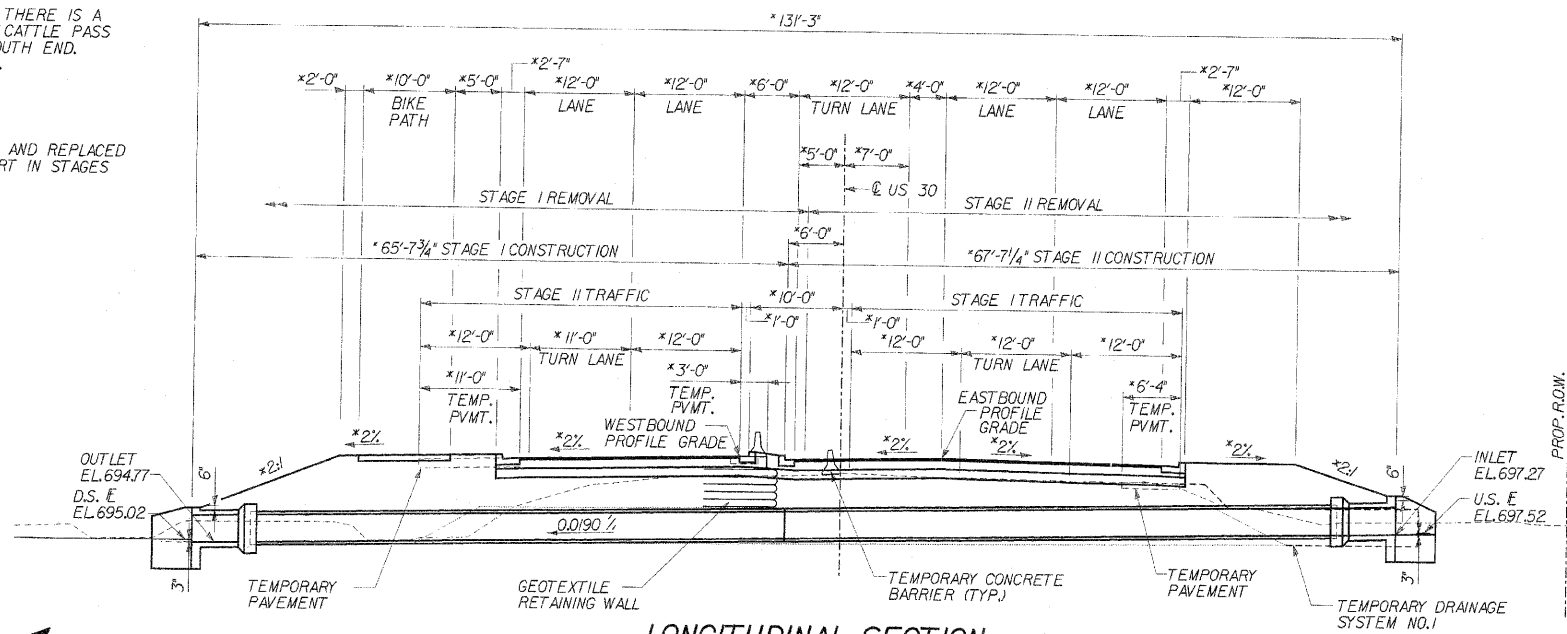 THERE IS A
CATTLE PASS
UTH END.
AND REPLACED
RT IN STAGES
*131'-3"
*2'-7"
*2'-7"
*2'-0"
*10'-0"
*5'-0"
*12'-0"
*12'-0"
*6'-0"
*12'-0"
*4'-0"
*12'-0"
*12'-0"
*12'-0"
BIKE
PATH
LANE
LANE
TURN LANE
LANE
LANE
*5'-0"
*7'-0"
℄ US 30
STAGE I REMOVAL
STAGE II REMOVAL
*6'-0"
*65'-7 3/4" STAGE I CONSTRUCTION
*67'-7 1/4" STAGE II CONSTRUCTION
STAGE II TRAFFIC
*10'-0"
STAGE I TRAFFIC
*1'-0"
*1'-0"
*12'-0"
*11'-0"
*12'-0"
*12'-0"
*12'-0"
*12'-0"
TURN LANE
TURN LANE
*11'-0"
TEMP.
PVMT.
*3'-0"
TEMP.
PVMT.
*6'-4"
TEMP.
PVMT.
WESTBOUND
PROFILE GRADE
EASTBOUND
PROFILE
GRADE
*2%
*2%
*2%
*2%
*2%
*2:1
*2:1
OUTLET
EL.694.77
D.S. IE
EL.695.02
6"
6"
INLET
EL.697.27
U.S. IE
EL.697.52
PROP. R.O.W.
0.0190 '/'
3"
3"
TEMPORARY
PAVEMENT
GEOTEXTILE
RETAINING WALL
TEMPORARY CONCRETE
BARRIER (TYP.)
TEMPORARY
PAVEMENT
TEMPORARY DRAINAGE
SYSTEM NO.1
LONGITUDINAL SECTION